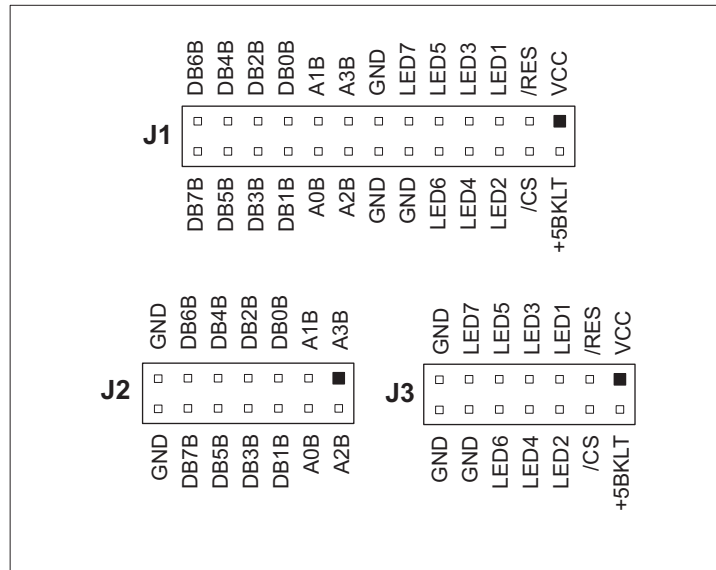 DB6B DB4B DB2B DB0B A1B A3B GND LED7 LED5 LED3 LED1 /RES VCC
J1
DB7B DB5B DB3B DB1B A0B A2B GND GND LED6 LED4 LED2 /CS +5BKLT
GND DB6B DB4B DB2B DB0B A1B A3B
J2
GND DB7B DB5B DB3B DB1B A0B A2B
GND LED7 LED5 LED3 LED1 /RES VCC
J3
GND GND LED6 LED4 LED2 /CS +5BKLT